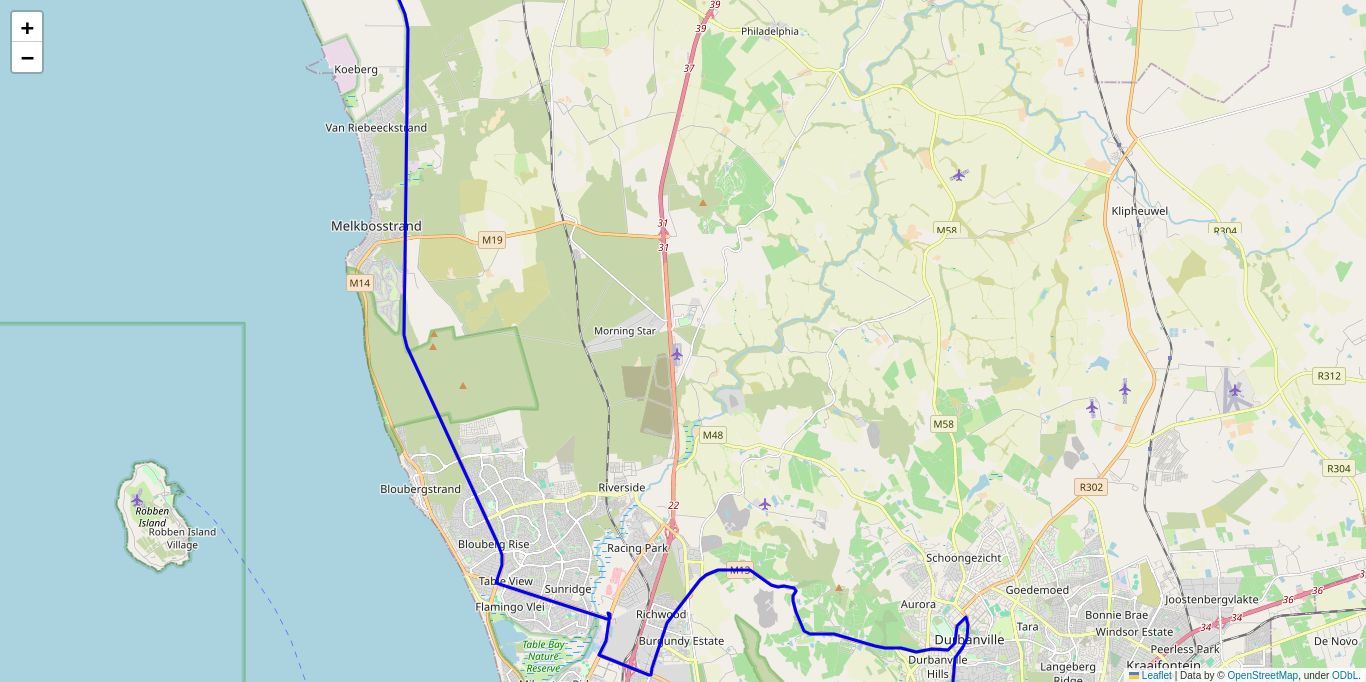 +
−
39
39
Philadelphia
37
Koeberg
Van Riebeeckstrand
Klipheuwel
Melkbosstrand
31
M19
31
M58
R304
M14
Morning Star
R312
M58
M48
R304
Bloubergstrand
Riverside
R302
Robben
Island
Robben Island
Village
22
Blouberg Rise
Racing Park
Schoongezicht
M13
Table View
Sunridge
Goedemoed
36
36
Flamingo Vlei
Aurora
Joostenbergvlakte
Richwood
Bonnie Brae
34
34
Tara
Windsor Estate
Table Bay
Nature
Reserve
Burgundy Estate
Durbanville
De Novo
Peerless Park
Durbanville
Hills
Langeberg
Ridge
Kraaifontein
Leaflet | Data by © OpenStreetMap, under ODbL.